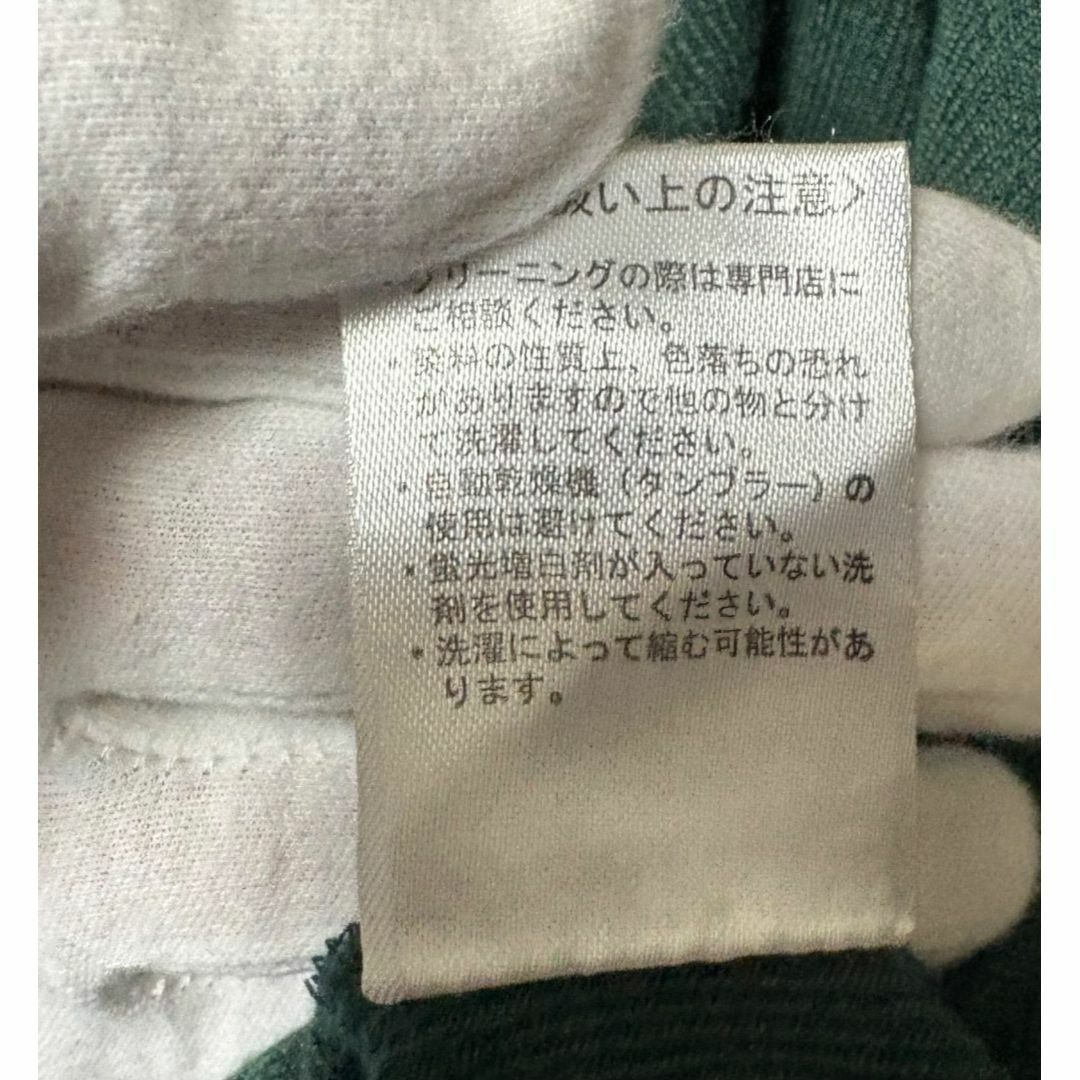 扱い上の注意〉
クリーニングの際は専門店に
ご相談ください。
・染料の性質上、色落ちの恐れ
がありますので他の物と分け
て洗濯してください。
・自動乾燥機(タンブラー)の
使用は避けてください。
・蛍光増白剤が入っていない洗
剤を使用してください。
・洗濯によって縮む可能性があ
ります。